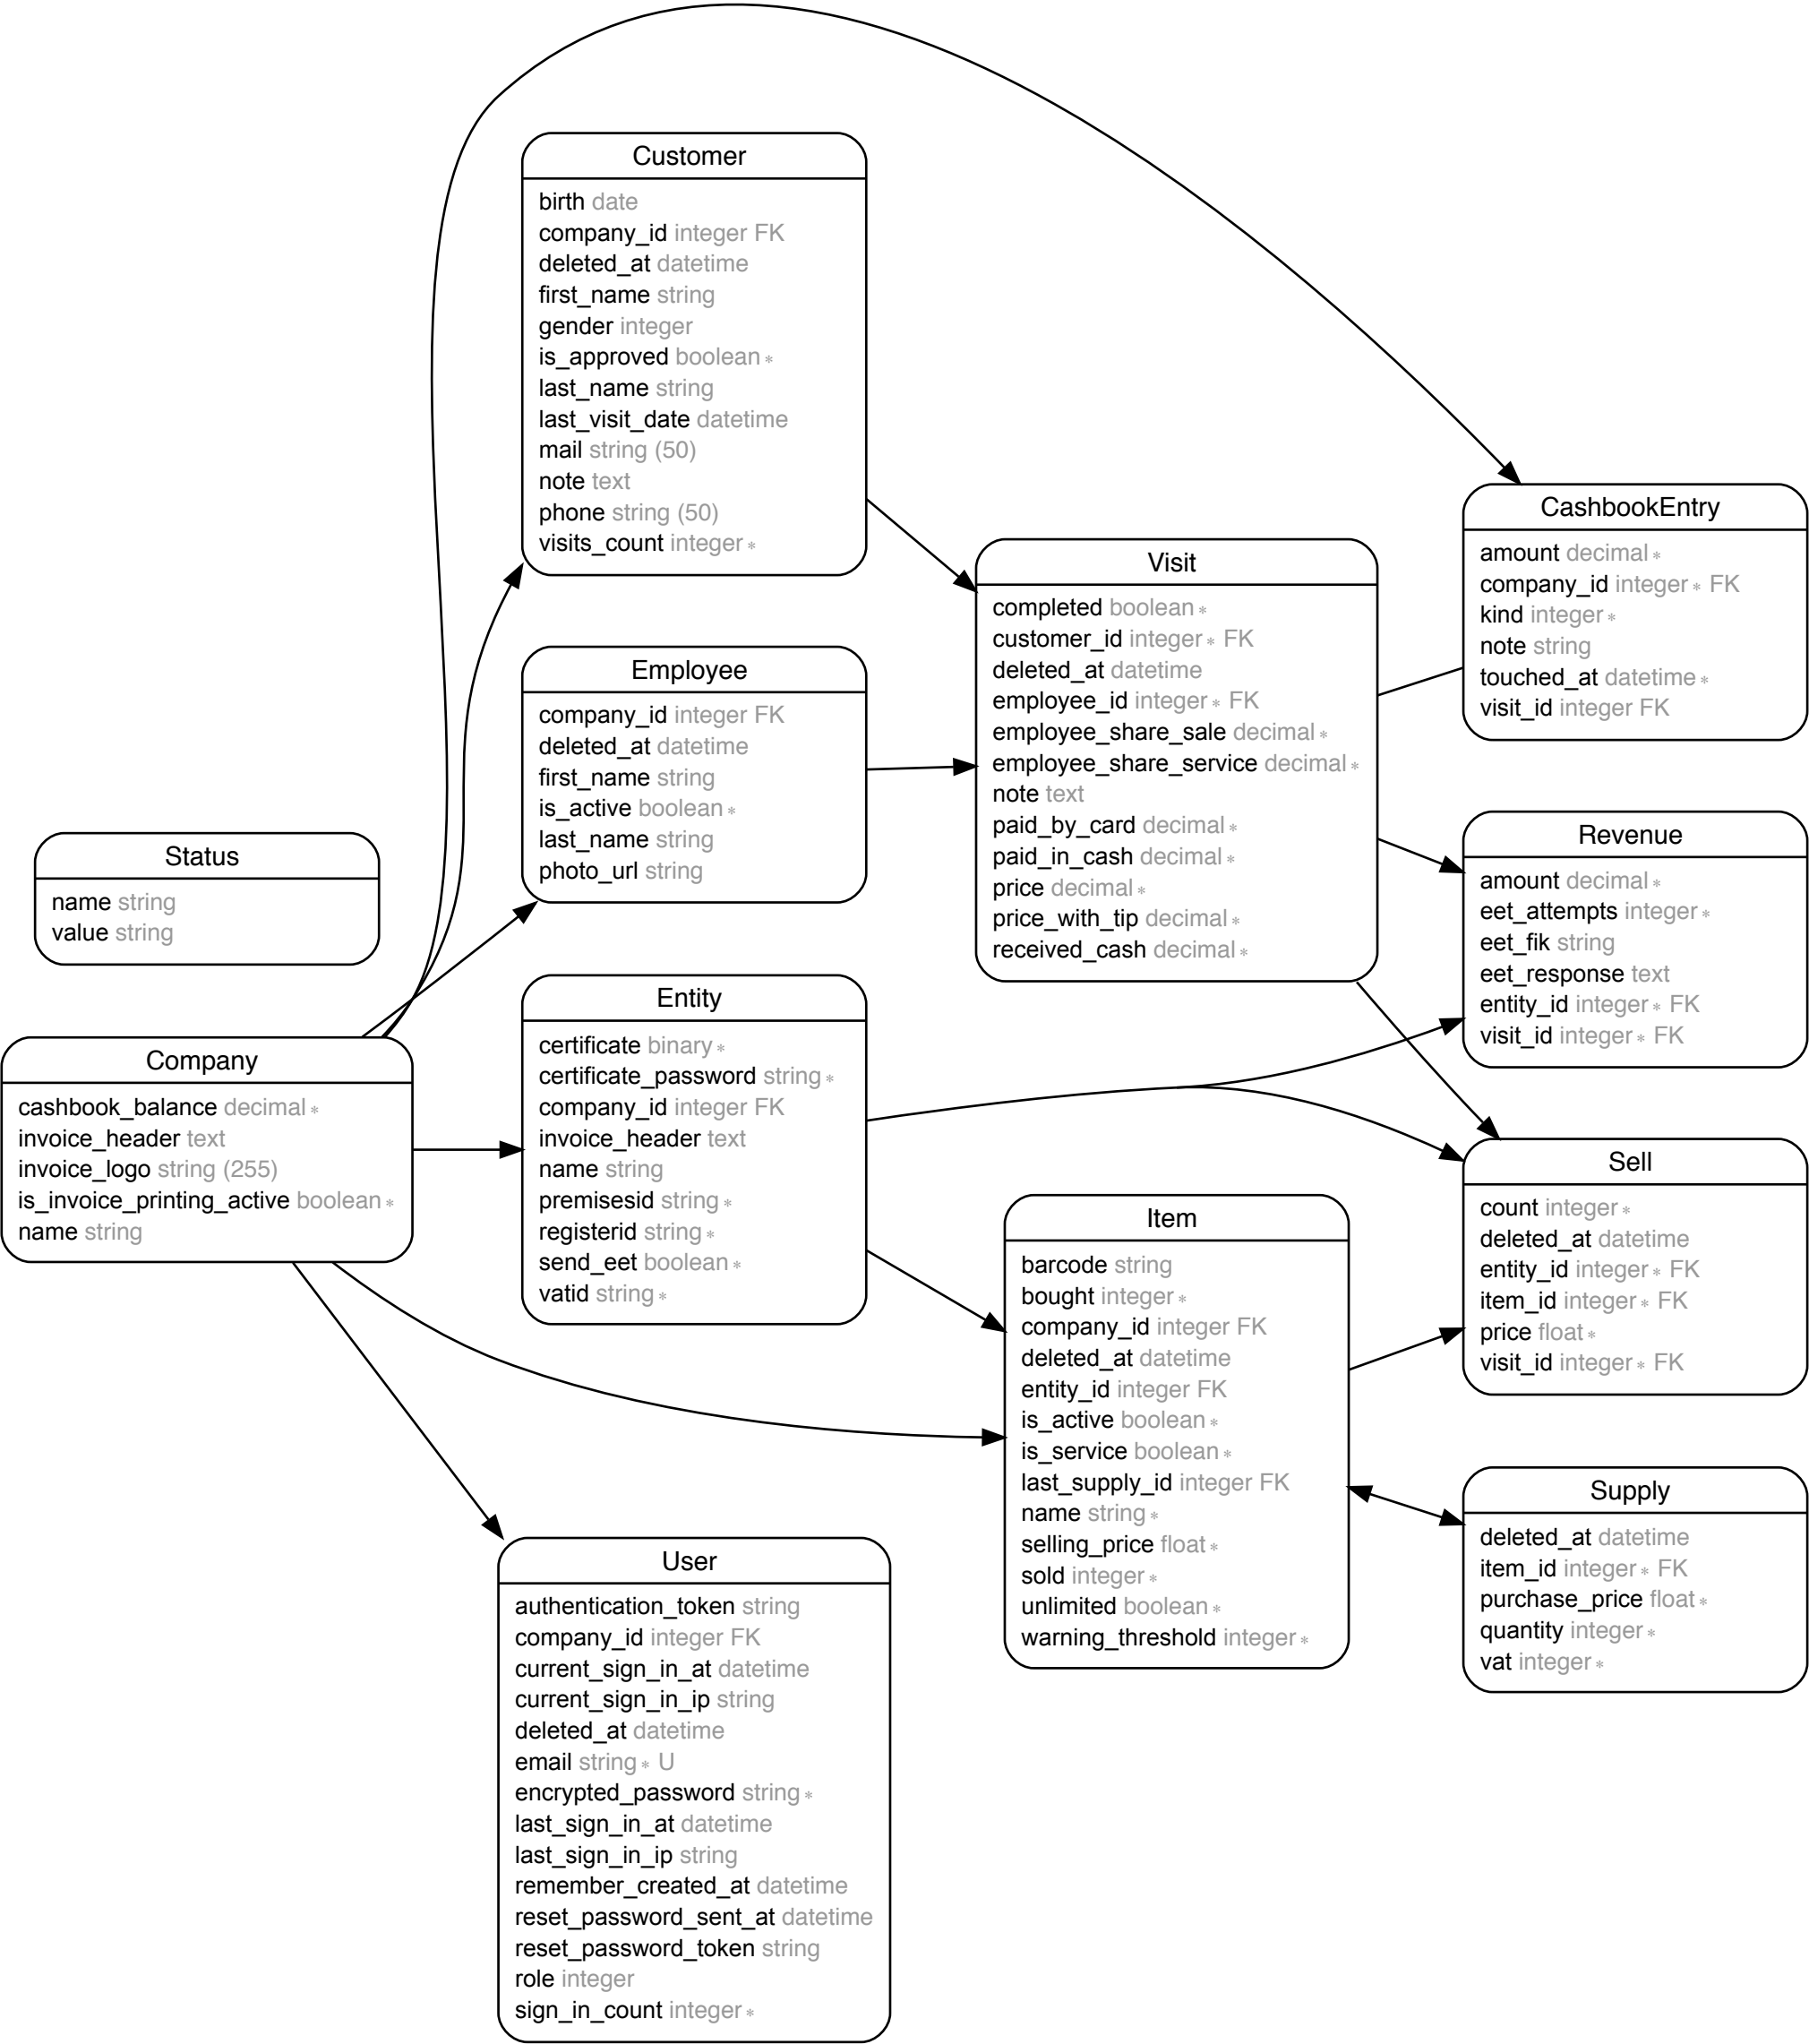 Customer
birth date
company_id integer FK
deleted_at datetime
first_name string
gender integer
is_approved boolean ∗
last_name string
last_visit_date datetime
mail string (50)
note text
phone string (50)
visits_count integer ∗
CashbookEntry
amount decimal ∗
company_id integer ∗ FK
kind integer ∗
note string
touched_at datetime ∗
visit_id integer FK
Visit
completed boolean ∗
customer_id integer ∗ FK
deleted_at datetime
employee_id integer ∗ FK
employee_share_sale decimal ∗
employee_share_service decimal ∗
note text
paid_by_card decimal ∗
paid_in_cash decimal ∗
price decimal ∗
price_with_tip decimal ∗
received_cash decimal ∗
Employee
company_id integer FK
deleted_at datetime
first_name string
is_active boolean ∗
last_name string
photo_url string
Revenue
amount decimal ∗
eet_attempts integer ∗
eet_fik string
eet_response text
entity_id integer ∗ FK
visit_id integer ∗ FK
Status
name string
value string
Entity
certificate binary ∗
certificate_password string ∗
company_id integer FK
invoice_header text
name string
premisesid string ∗
registerid string ∗
send_eet boolean ∗
vatid string ∗
Company
cashbook_balance decimal ∗
invoice_header text
invoice_logo string (255)
is_invoice_printing_active boolean ∗
name string
Sell
count integer ∗
deleted_at datetime
entity_id integer ∗ FK
item_id integer ∗ FK
price float ∗
visit_id integer ∗ FK
Item
barcode string
bought integer ∗
company_id integer FK
deleted_at datetime
entity_id integer FK
is_active boolean ∗
is_service boolean ∗
last_supply_id integer FK
name string ∗
selling_price float ∗
sold integer ∗
unlimited boolean ∗
warning_threshold integer ∗
Supply
deleted_at datetime
item_id integer ∗ FK
purchase_price float ∗
quantity integer ∗
vat integer ∗
User
authentication_token string
company_id integer FK
current_sign_in_at datetime
current_sign_in_ip string
deleted_at datetime
email string ∗ U
encrypted_password string ∗
last_sign_in_at datetime
last_sign_in_ip string
remember_created_at datetime
reset_password_sent_at datetime
reset_password_token string
role integer
sign_in_count integer ∗